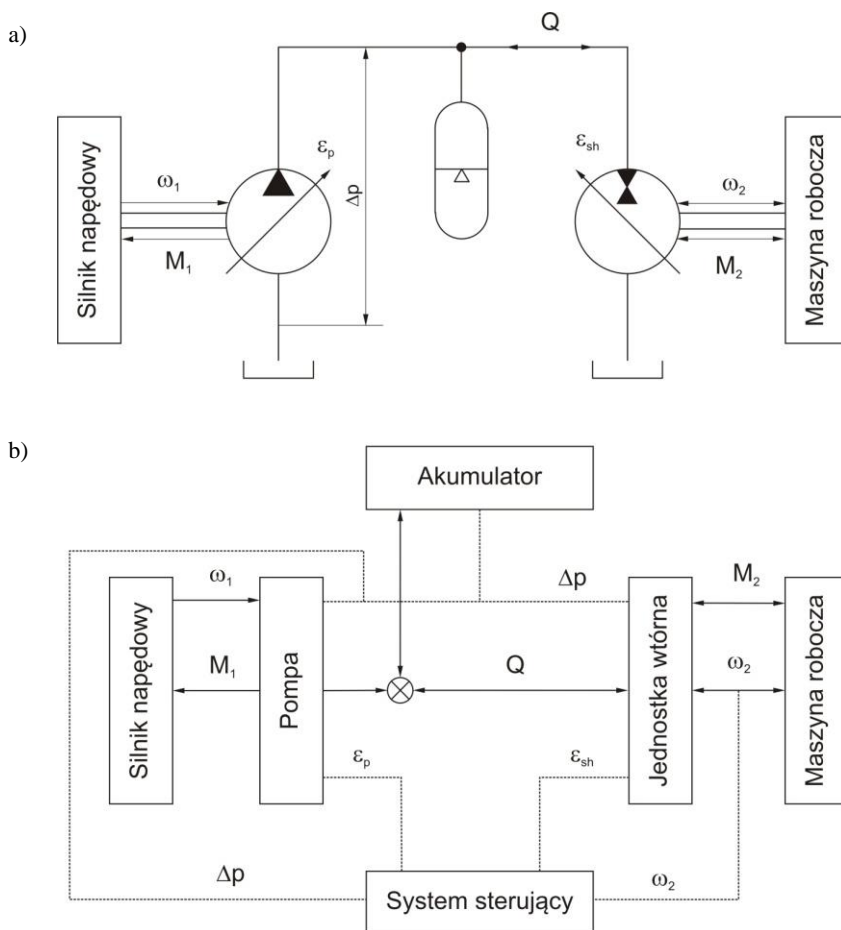 a)
Q
Silnik napędowy
ω₁
M₁
εₚ
Δp
εₛₕ
ω₂
M₂
Maszyna robocza
b)
Akumulator
Silnik napędowy
ω₁
M₁
Pompa
Δp
Q
εₚ
εₛₕ
Jednostka wtórna
M₂
ω₂
Maszyna robocza
Δp
System sterujący
ω₂